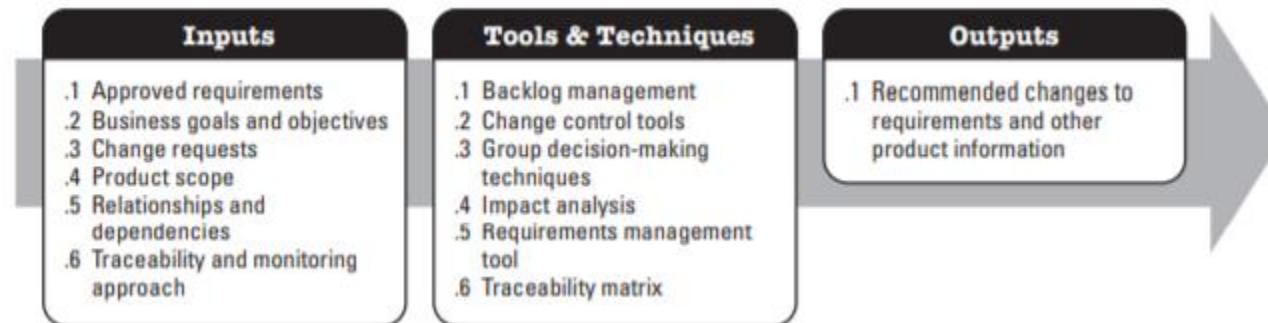 Inputs
.1 Approved requirements
.2 Business goals and objectives
.3 Change requests
.4 Product scope
.5 Relationships and
dependencies
.6 Traceability and monitoring
approach
Tools & Techniques
.1 Backlog management
.2 Change control tools
.3 Group decision-making
techniques
.4 Impact analysis
.5 Requirements management
tool
.6 Traceability matrix
Outputs
.1 Recommended changes to
requirements and other
product information